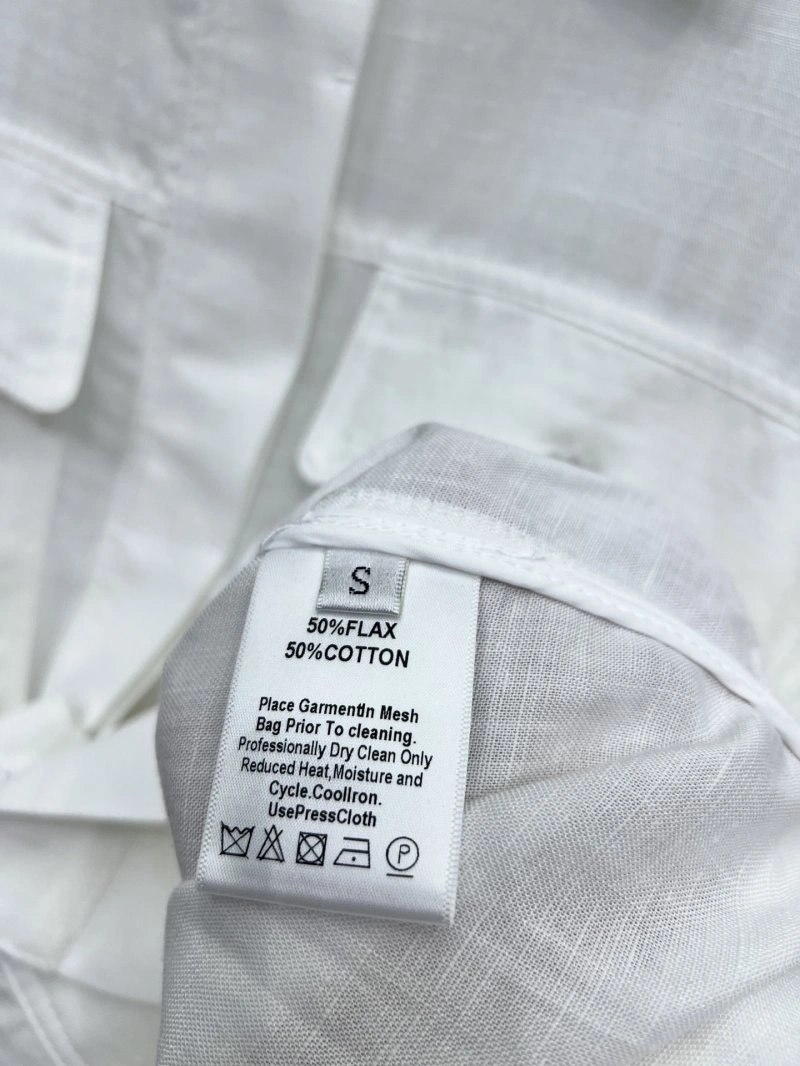 S
50%FLAX
50%COTTON
Place GarmentIn Mesh
Bag Prior To cleaning.
Professionally Dry Clean Only
Reduced Heat,Moisture and
Cycle.CoolIron.
UsePressCloth
P